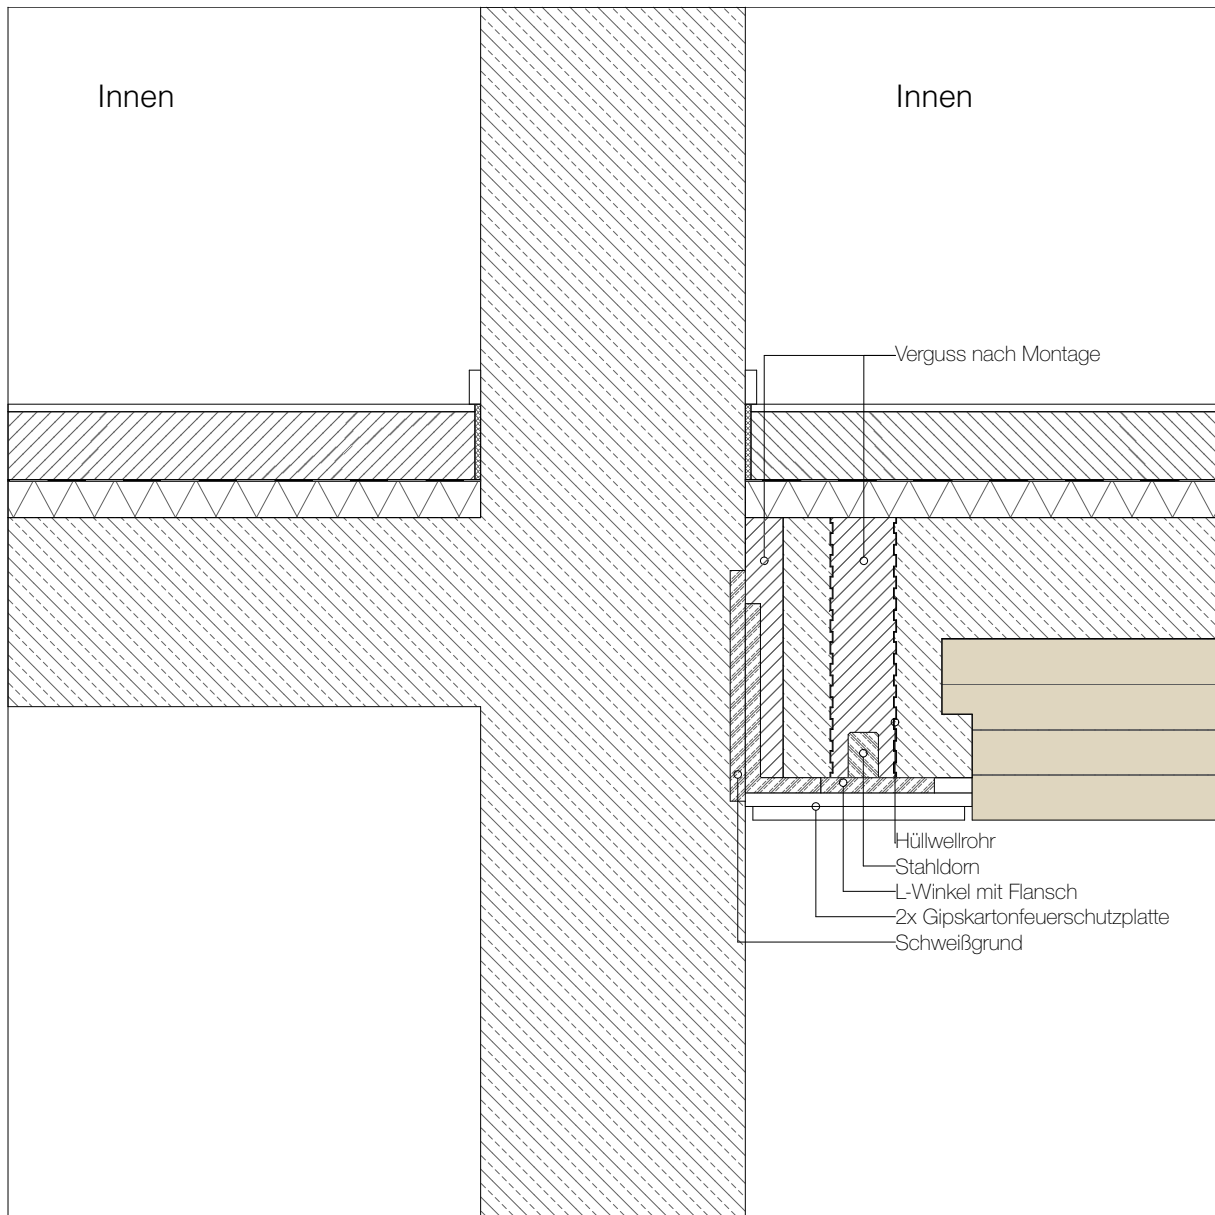 Innen
Innen
Verguss nach Montage
Hüllwellrohr
Stahldorn
L-Winkel mit Flansch
2x Gipskartonfeuerschutzplatte
Schweißgrund